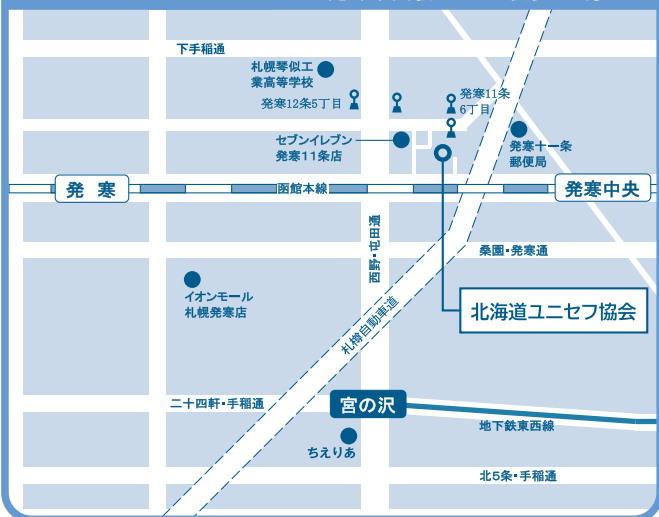 下手稲通
札幌琴似工
業高等学校
発寒12条5丁目
発寒11条
6丁目
セブンイレブン
発寒11条店
発寒十一条
郵便局
発寒
函館本線
発寒中央
西野・屯田通
桑園・発寒通
イオンモール
札幌発寒店
北海道ユニセフ協会
札樽自動車道
二十四軒・手稲通
宮の沢
地下鉄東西線
ちえりあ
北5条・手稲通